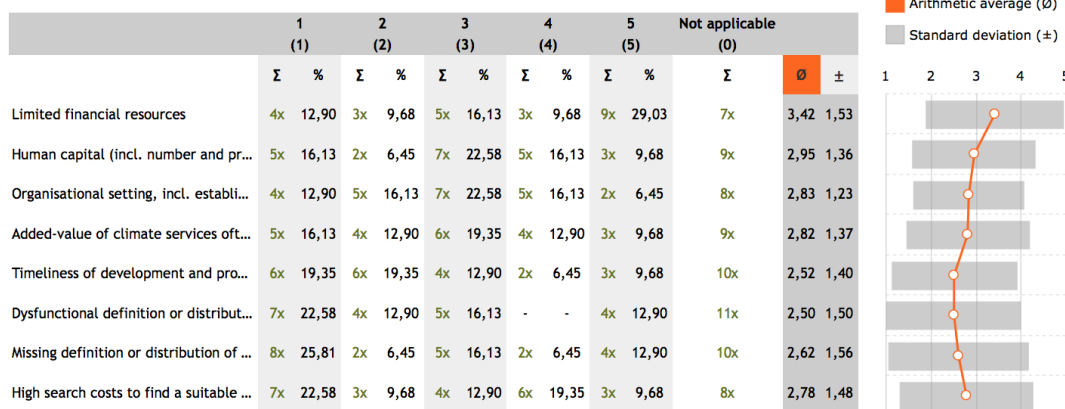 Arithmetic average (Ø)
Standard deviation (±)
1 2 3 4 5 Not applicable
(1) (2) (3) (4) (5) (0)
Σ % Σ % Σ % Σ % Σ % Σ Ø ± 1 2 3 4 5
Limited financial resources 4x 12,90 3x 9,68 5x 16,13 3x 9,68 9x 29,03 7x 3,42 1,53
Human capital (incl. number and pr... 5x 16,13 2x 6,45 7x 22,58 5x 16,13 3x 9,68 9x 2,95 1,36
Organisational setting, incl. establi... 4x 12,90 5x 16,13 7x 22,58 5x 16,13 2x 6,45 8x 2,83 1,23
Added-value of climate services oft... 5x 16,13 4x 12,90 6x 19,35 4x 12,90 3x 9,68 9x 2,82 1,37
Timeliness of development and pro... 6x 19,35 6x 19,35 4x 12,90 2x 6,45 3x 9,68 10x 2,52 1,40
Dysfunctional definition or distribut... 7x 22,58 4x 12,90 5x 16,13 - - 4x 12,90 11x 2,50 1,50
Missing definition or distribution of ... 8x 25,81 2x 6,45 5x 16,13 2x 6,45 4x 12,90 10x 2,62 1,56
High search costs to find a suitable ... 7x 22,58 3x 9,68 4x 12,90 6x 19,35 3x 9,68 8x 2,78 1,48